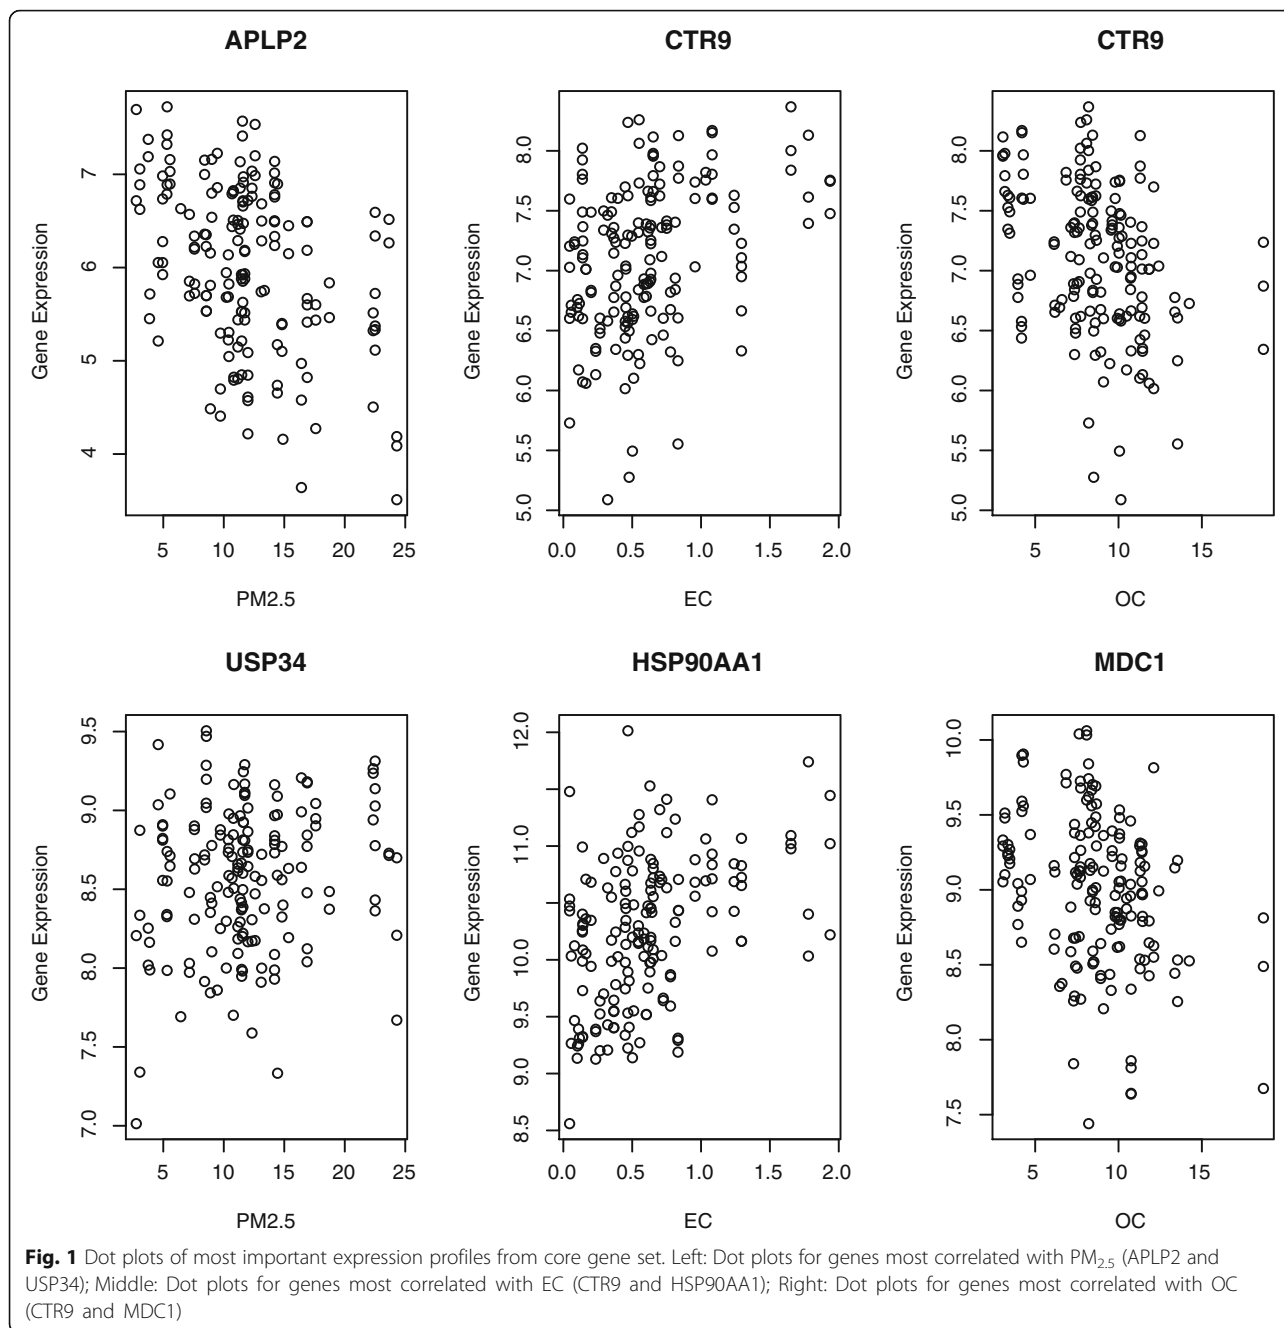 APLP2
CTR9
CTR9
Gene Expression
4 5 6 7
5 10 15 20 25
PM2.5
Gene Expression
5.0 5.5 6.0 6.5 7.0 7.5 8.0
0.0 0.5 1.0 1.5 2.0
EC
Gene Expression
5.0 5.5 6.0 6.5 7.0 7.5 8.0
5 10 15
OC
USP34
HSP90AA1
MDC1
Gene Expression
7.0 7.5 8.0 8.5 9.0 9.5
5 10 15 20 25
PM2.5
Gene Expression
8.5 9.0 9.5 10.0 11.0 12.0
0.0 0.5 1.0 1.5 2.0
EC
Gene Expression
7.5 8.0 8.5 9.0 9.5 10.0
5 10 15
OC
Fig. 1 Dot plots of most important expression profiles from core gene set. Left: Dot plots for genes most correlated with PM2.5 (APLP2 and
USP34); Middle: Dot plots for genes most correlated with EC (CTR9 and HSP90AA1); Right: Dot plots for genes most correlated with OC
(CTR9 and MDC1)